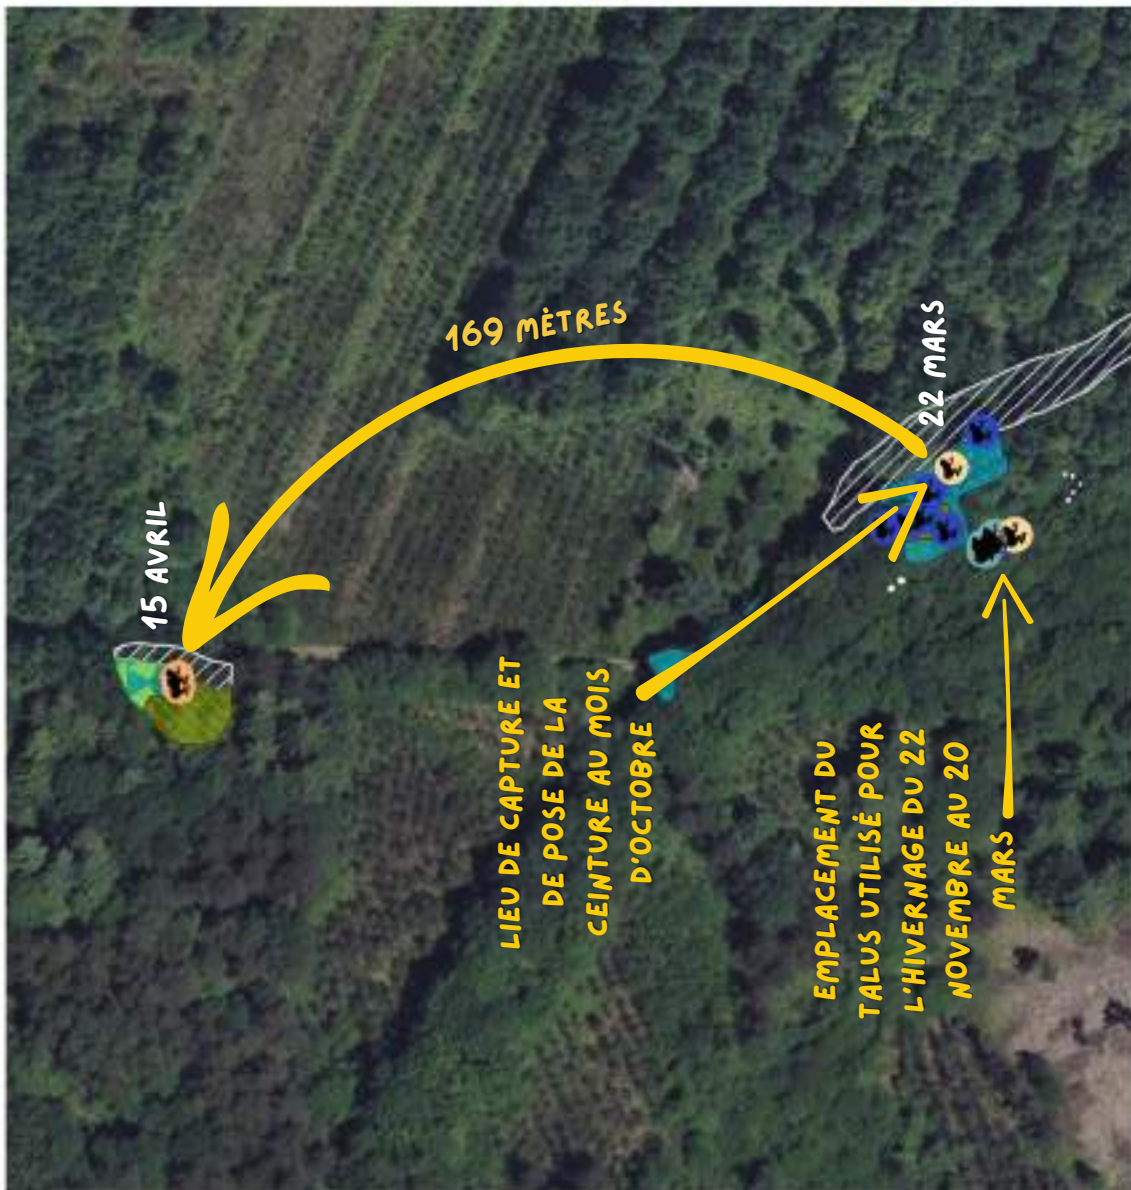 169 MÈTRES
22 MARS
15 AVRIL
LIEU DE CAPTURE ET
DE POSE DE LA
CEINTURE AU MOIS
D'OCTOBRE
EMPLACEMENT DU
TALUS UTILISÉ POUR
L'HIVERNAGE DU 22
NOVEMBRE AU 20
MARS